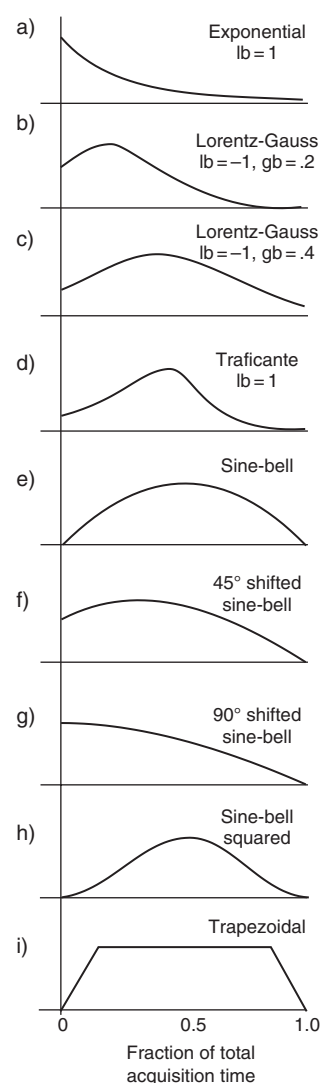 a)
Exponential
lb = 1
b)
Lorentz-Gauss
lb = –1, gb = .2
c)
Lorentz-Gauss
lb = –1, gb = .4
d)
Traficante
lb = 1
e)
Sine-bell
f)
45° shifted
sine-bell
g)
90° shifted
sine-bell
h)
Sine-bell
squared
i)
Trapezoidal
0 0.5 1.0
Fraction of total
acquisition time